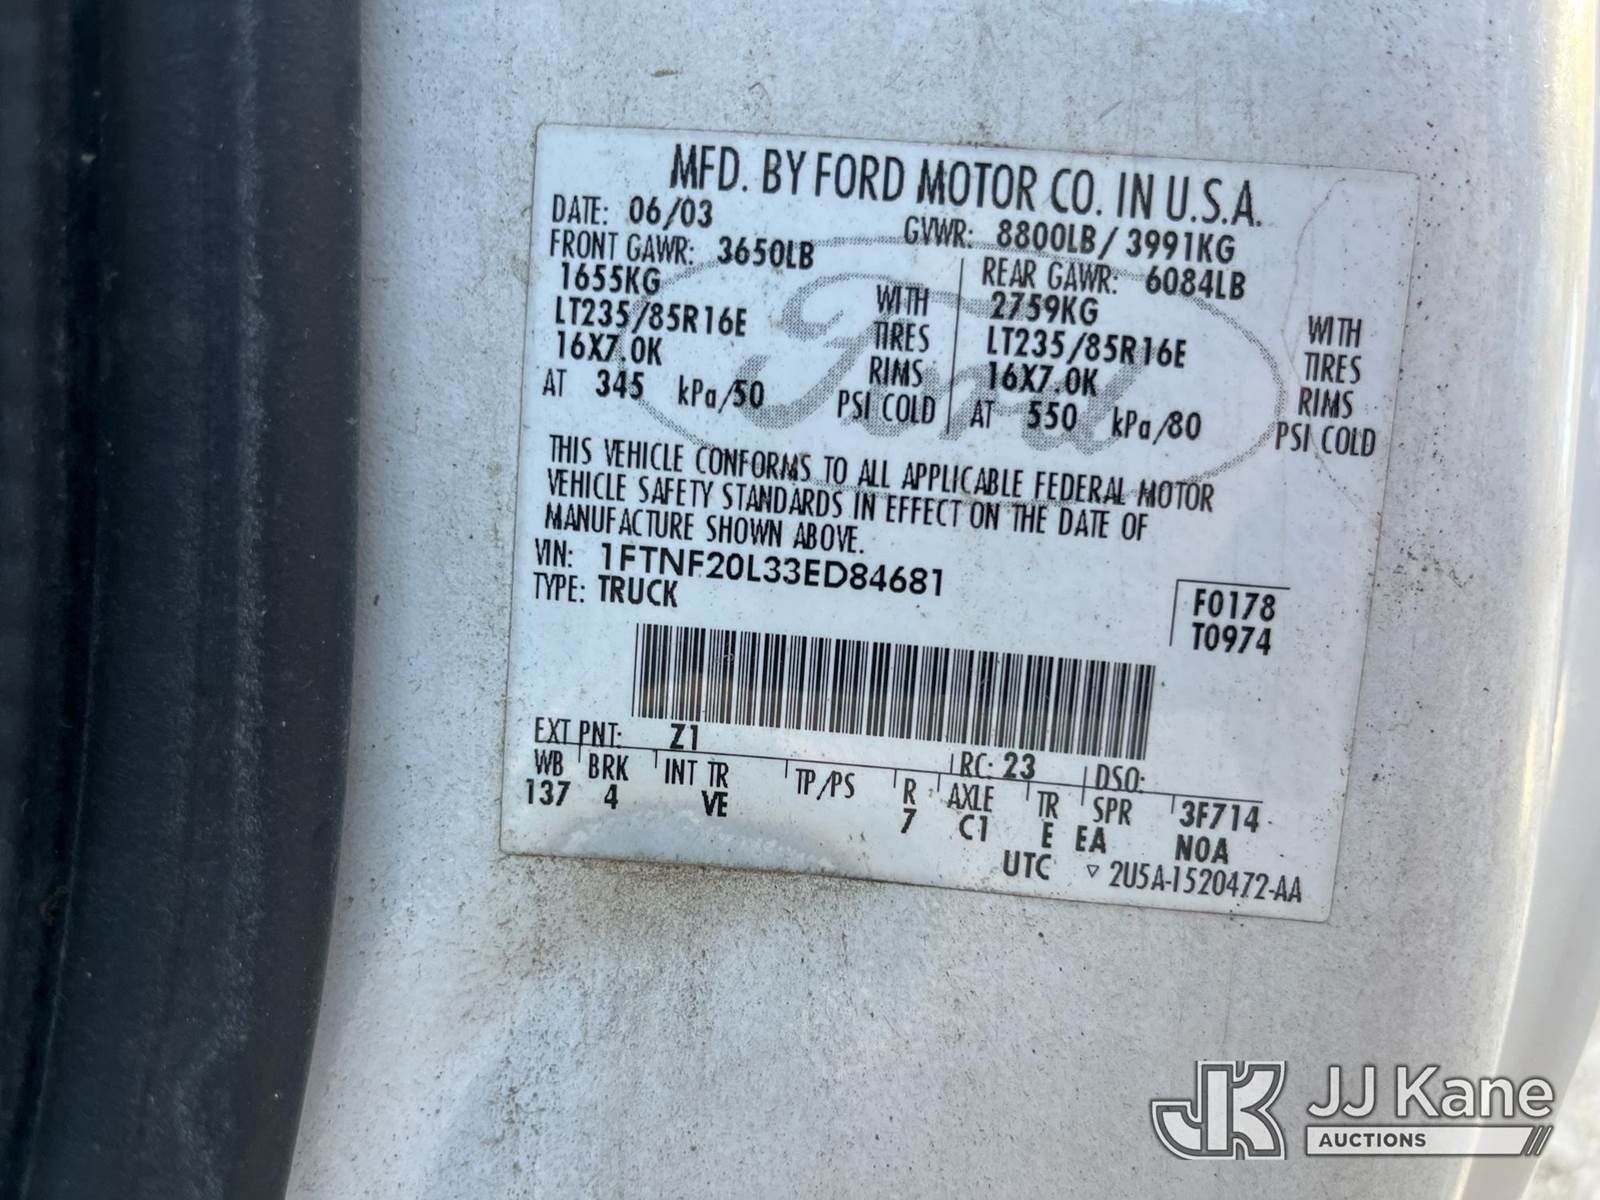 MFD. BY FORD MOTOR CO. IN U.S.A.
DATE: 06/03 GVWR: 8800LB / 3991KG
FRONT GAWR: 3650LB REAR GAWR: 6084LB
1655KG WITH 2759KG WITH
LT235/85R16E TIRES LT235/85R16E TIRES
16X7.0K RIMS 16X7.0K RIMS
AT 345 kPa/50 PSI COLD AT 550 kPa/80 PSI COLD
Ford
THIS VEHICLE CONFORMS TO ALL APPLICABLE FEDERAL MOTOR
VEHICLE SAFETY STANDARDS IN EFFECT ON THE DATE OF
MANUFACTURE SHOWN ABOVE.
VIN: 1FTNF20L33ED84681
TYPE: TRUCK
F0178
T0974
EXT PNT: Z1 RC: 23 DSO:
WB BRK INT TR TP/PS R AXLE TR SPR 3F714
137 4 VE 7 C1 E EA NOA
UTC ▽ 2U5A-1520472-AA
JK JJ Kane
AUCTIONS